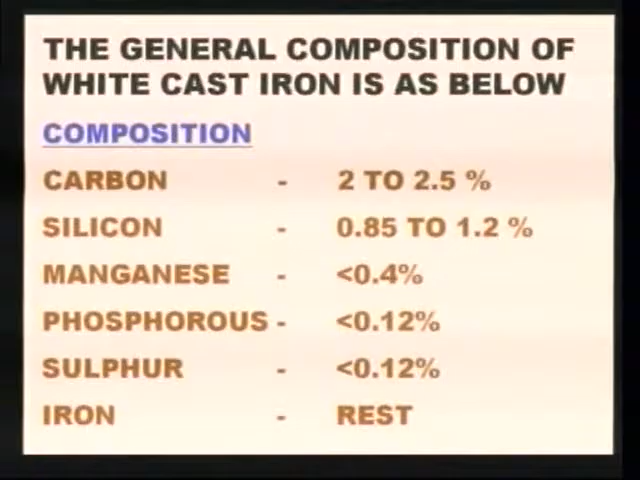 THE GENERAL COMPOSITION OF
WHITE CAST IRON IS AS BELOW
COMPOSITION
CARBON - 2 TO 2.5 %
SILICON - 0.85 TO 1.2 %
MANGANESE - <0.4%
PHOSPHOROUS - <0.12%
SULPHUR - <0.12%
IRON - REST